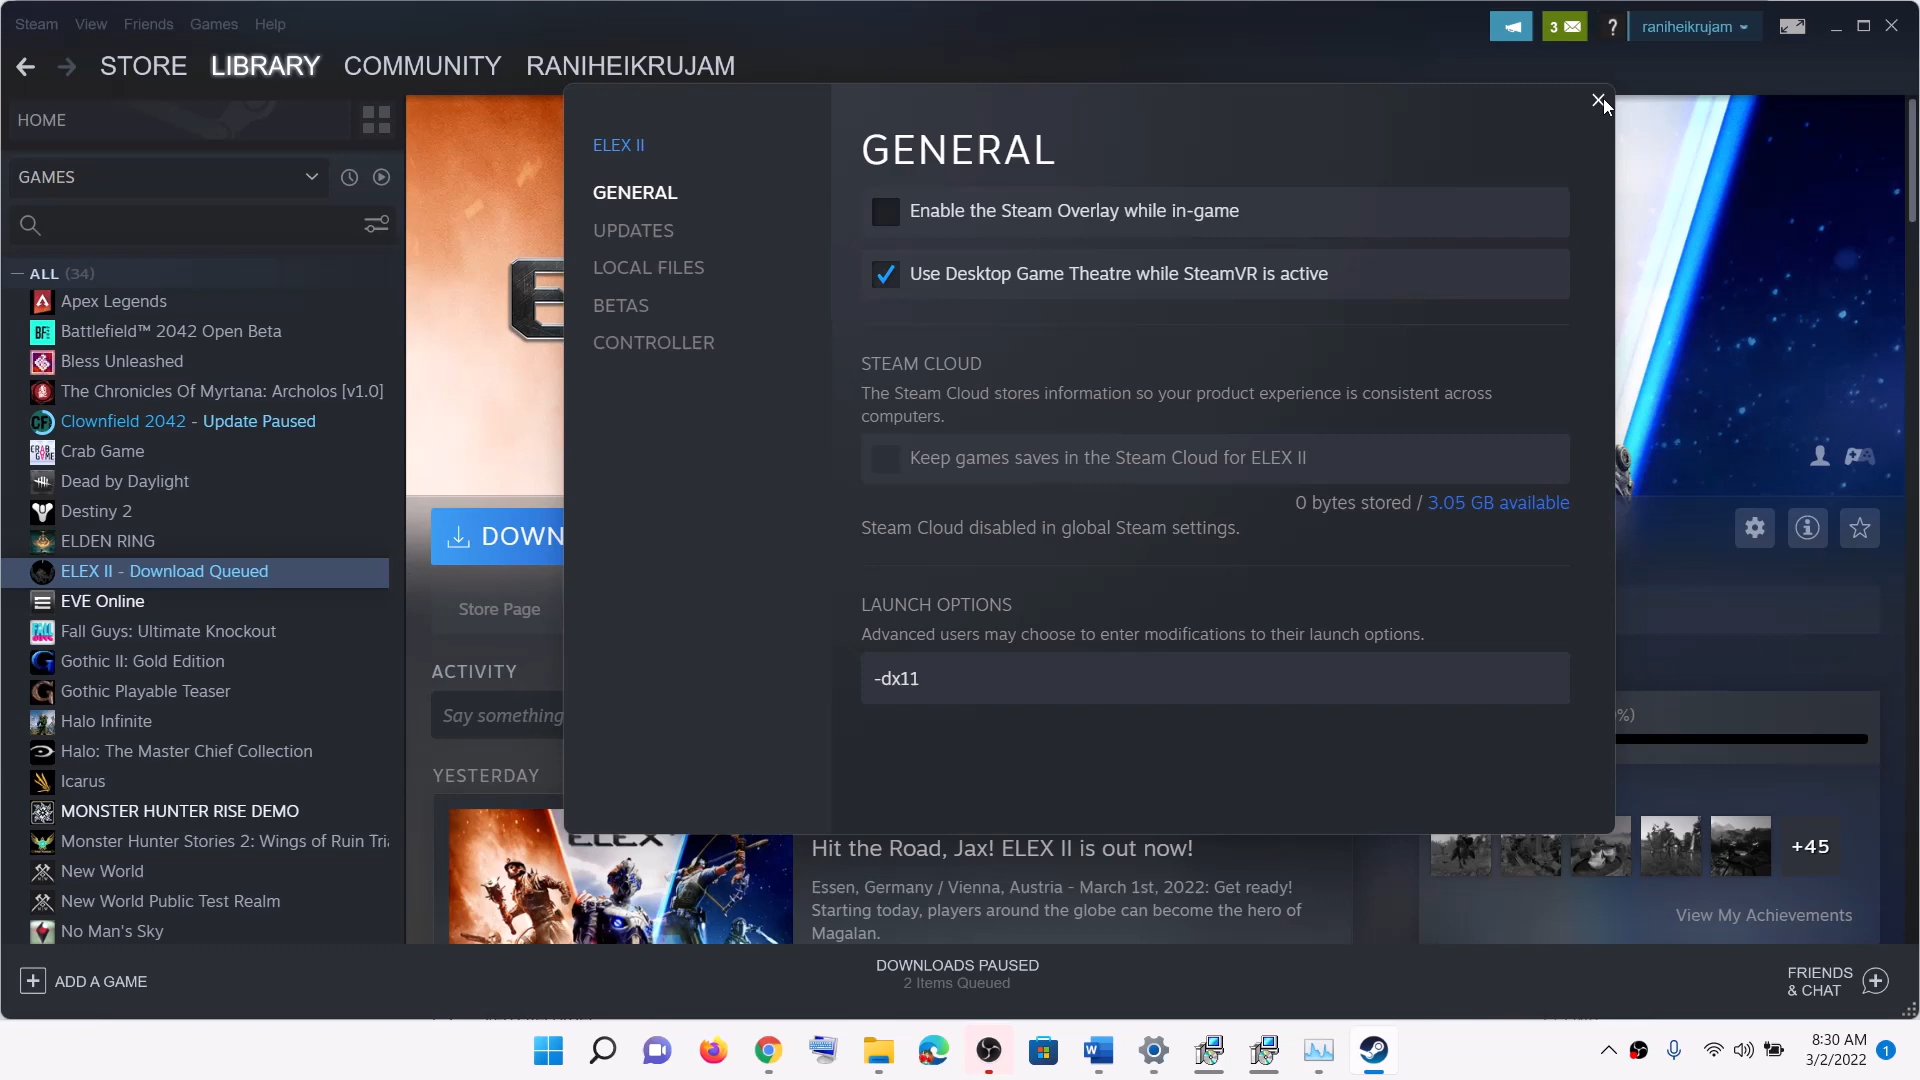 Steam View Friends Games Help
3
?
raniheikrujam
STORE LIBRARY COMMUNITY RANIHEIKRUJAM
HOME
GAMES
ALL (34)
Apex Legends
Battlefield™ 2042 Open Beta
Bless Unleashed
The Chronicles Of Myrtana: Archolos [v1.0]
Clownfield 2042 - Update Paused
Crab Game
Dead by Daylight
Destiny 2
ELDEN RING
ELEX II - Download Queued
EVE Online
Fall Guys: Ultimate Knockout
Gothic II: Gold Edition
Gothic Playable Teaser
Halo Infinite
Halo: The Master Chief Collection
Icarus
MONSTER HUNTER RISE DEMO
Monster Hunter Stories 2: Wings of Ruin Tri
New World
New World Public Test Realm
No Man's Sky
DOWN
Store Page
ACTIVITY
Say something
YESTERDAY
ELEX II
GENERAL
UPDATES
LOCAL FILES
BETAS
CONTROLLER
GENERAL
Enable the Steam Overlay while in-game
Use Desktop Game Theatre while SteamVR is active
STEAM CLOUD
The Steam Cloud stores information so your product experience is consistent across
computers.
Keep games saves in the Steam Cloud for ELEX II
0 bytes stored / 3.05 GB available
Steam Cloud disabled in global Steam settings.
LAUNCH OPTIONS
Advanced users may choose to enter modifications to their launch options.
-dx11
%)
ELEX
Hit the Road, Jax! ELEX II is out now!
Essen, Germany / Vienna, Austria - March 1st, 2022: Get ready!
Starting today, players around the globe can become the hero of
Magalan.
+45
View My Achievements
ADD A GAME
DOWNLOADS PAUSED
2 Items Queued
FRIENDS
& CHAT
8:30 AM
3/2/2022
1